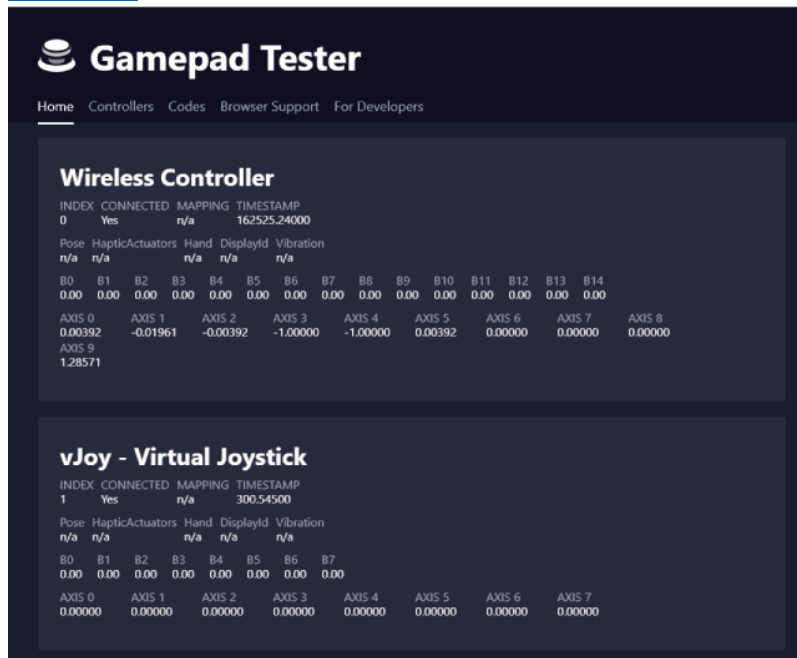 Gamepad Tester
Home Controllers Codes Browser Support For Developers
Wireless Controller
INDEX CONNECTED MAPPING TIMESTAMP
0 Yes n/a 162525.24000
Pose HapticActuators Hand DisplayId Vibration
n/a n/a n/a n/a n/a
B0 B1 B2 B3 B4 B5 B6 B7 B8 B9 B10 B11 B12 B13 B14
0.00 0.00 0.00 0.00 0.00 0.00 0.00 0.00 0.00 0.00 0.00 0.00 0.00 0.00 0.00
AXIS 0 AXIS 1 AXIS 2 AXIS 3 AXIS 4 AXIS 5 AXIS 6 AXIS 7 AXIS 8
0.00392 -0.01961 -0.00392 -1.00000 -1.00000 0.00392 0.00000 0.00000 0.00000
AXIS 9
1.28571
vJoy - Virtual Joystick
INDEX CONNECTED MAPPING TIMESTAMP
1 Yes n/a 300.54500
Pose HapticActuators Hand DisplayId Vibration
n/a n/a n/a n/a n/a
B0 B1 B2 B3 B4 B5 B6 B7
0.00 0.00 0.00 0.00 0.00 0.00 0.00 0.00
AXIS 0 AXIS 1 AXIS 2 AXIS 3 AXIS 4 AXIS 5 AXIS 6 AXIS 7
0.00000 0.00000 0.00000 0.00000 0.00000 0.00000 0.00000 0.00000